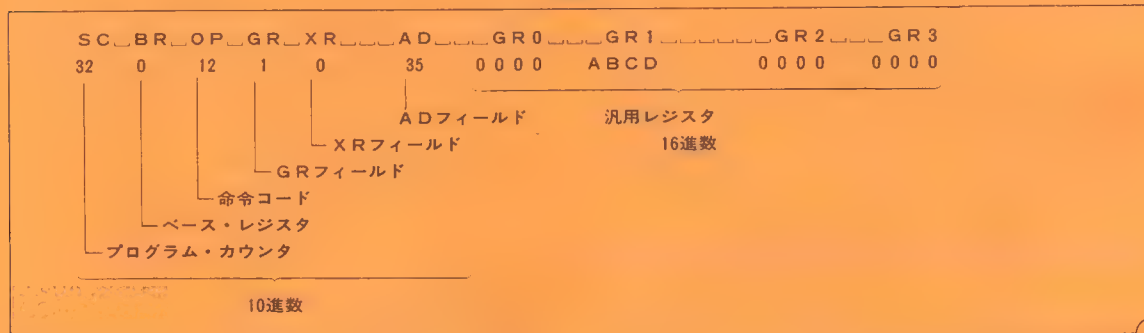 SC␣BR␣OP␣GR␣XR␣␣␣AD␣␣␣GR0␣␣␣GR1␣␣␣␣␣␣GR2␣␣␣GR3
32 0 12 1 0 35 0000 ABCD 0000 0000
ADフィールド 汎用レジスタ
XRフィールド 16進数
GRフィールド
命令コード
ベース・レジスタ
プログラム・カウンタ
10進数